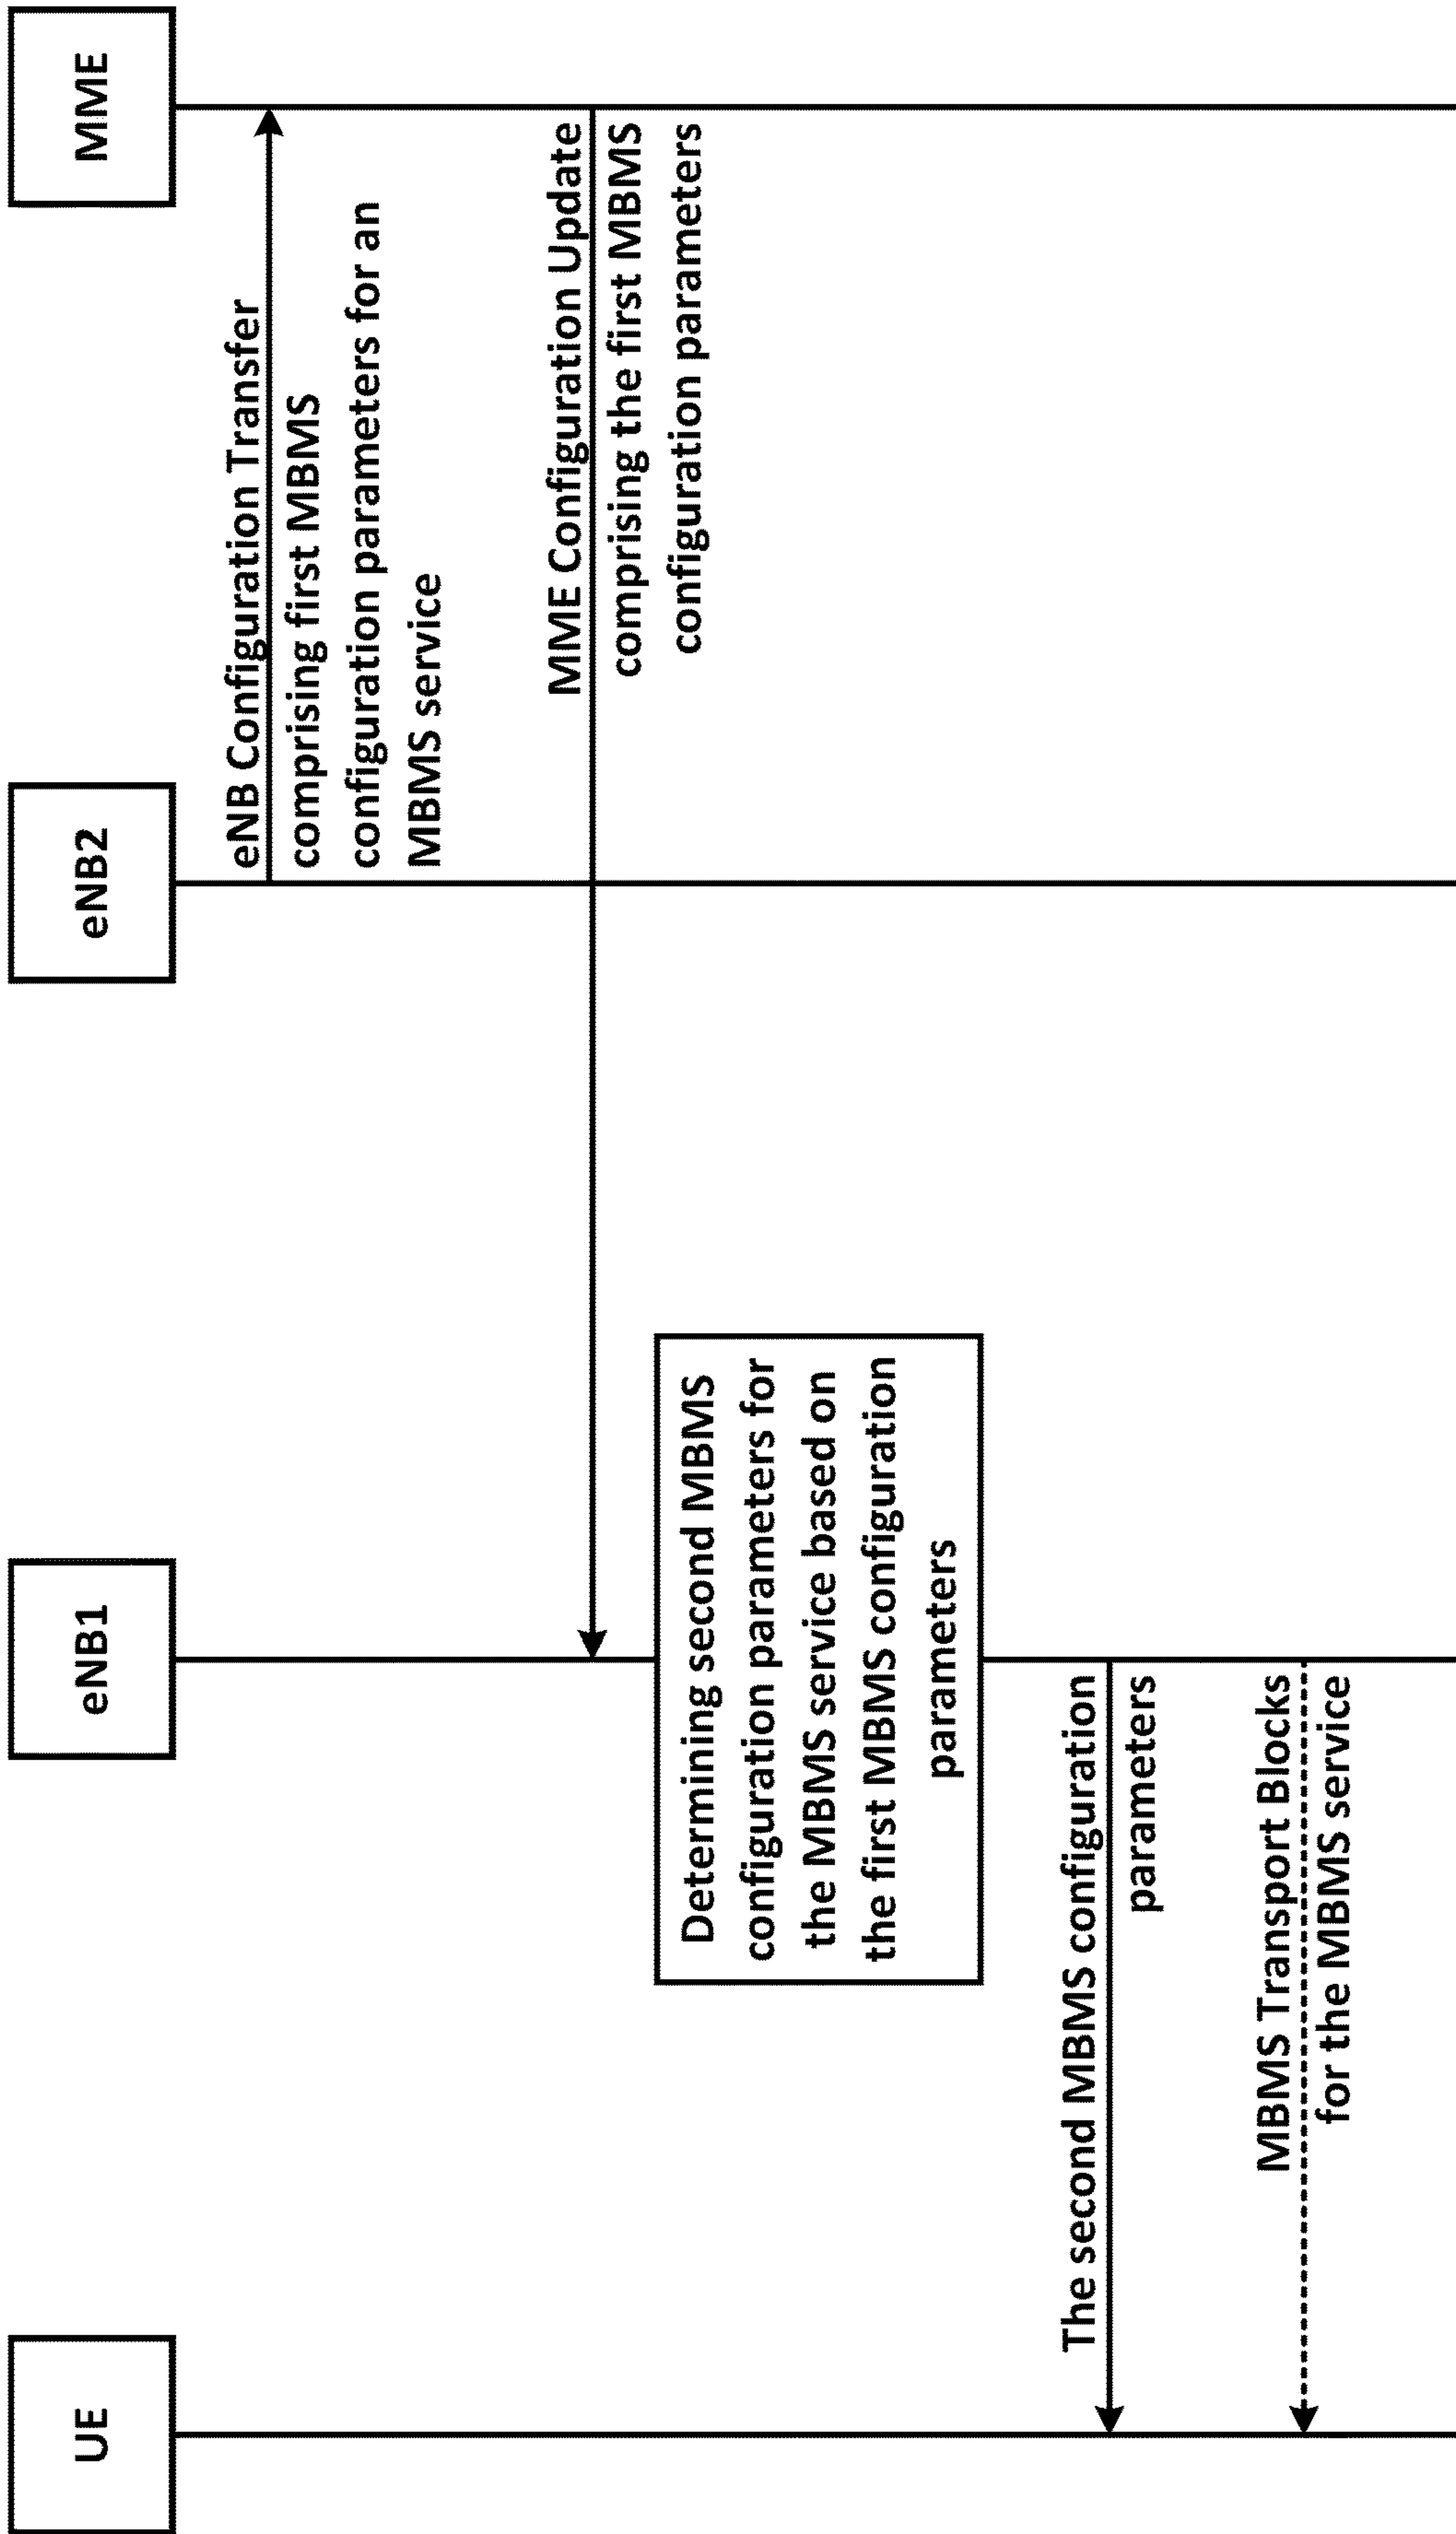 UE
eNB1
eNB2
MME
eNB Configuration Transfer
comprising first MBMS
configuration parameters for an
MBMS service
MME Configuration Update
comprising the first MBMS
configuration parameters
Determining second MBMS
configuration parameters for
the MBMS service based on
the first MBMS configuration
parameters
The second MBMS configuration
parameters
MBMS Transport Blocks
for the MBMS service